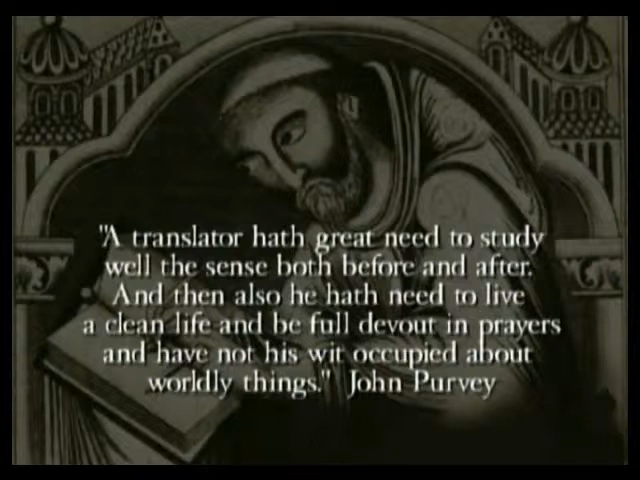 "A translator hath great need to study
well the sense both before and after.
And then also he hath need to live
a clean life and be full devout in prayers
and have not his wit occupied about
worldly things." John Purvey